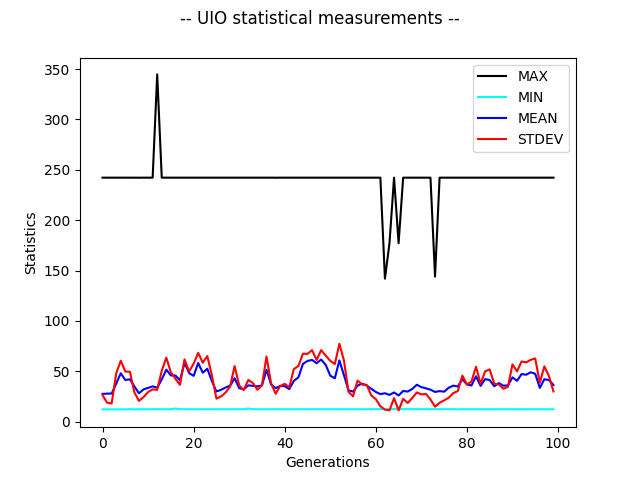 -- UIO statistical measurements --
350
300
250
200
150
100
50
0
Statistics
MAX
MIN
MEAN
STDEV
0 20 40 60 80 100
Generations